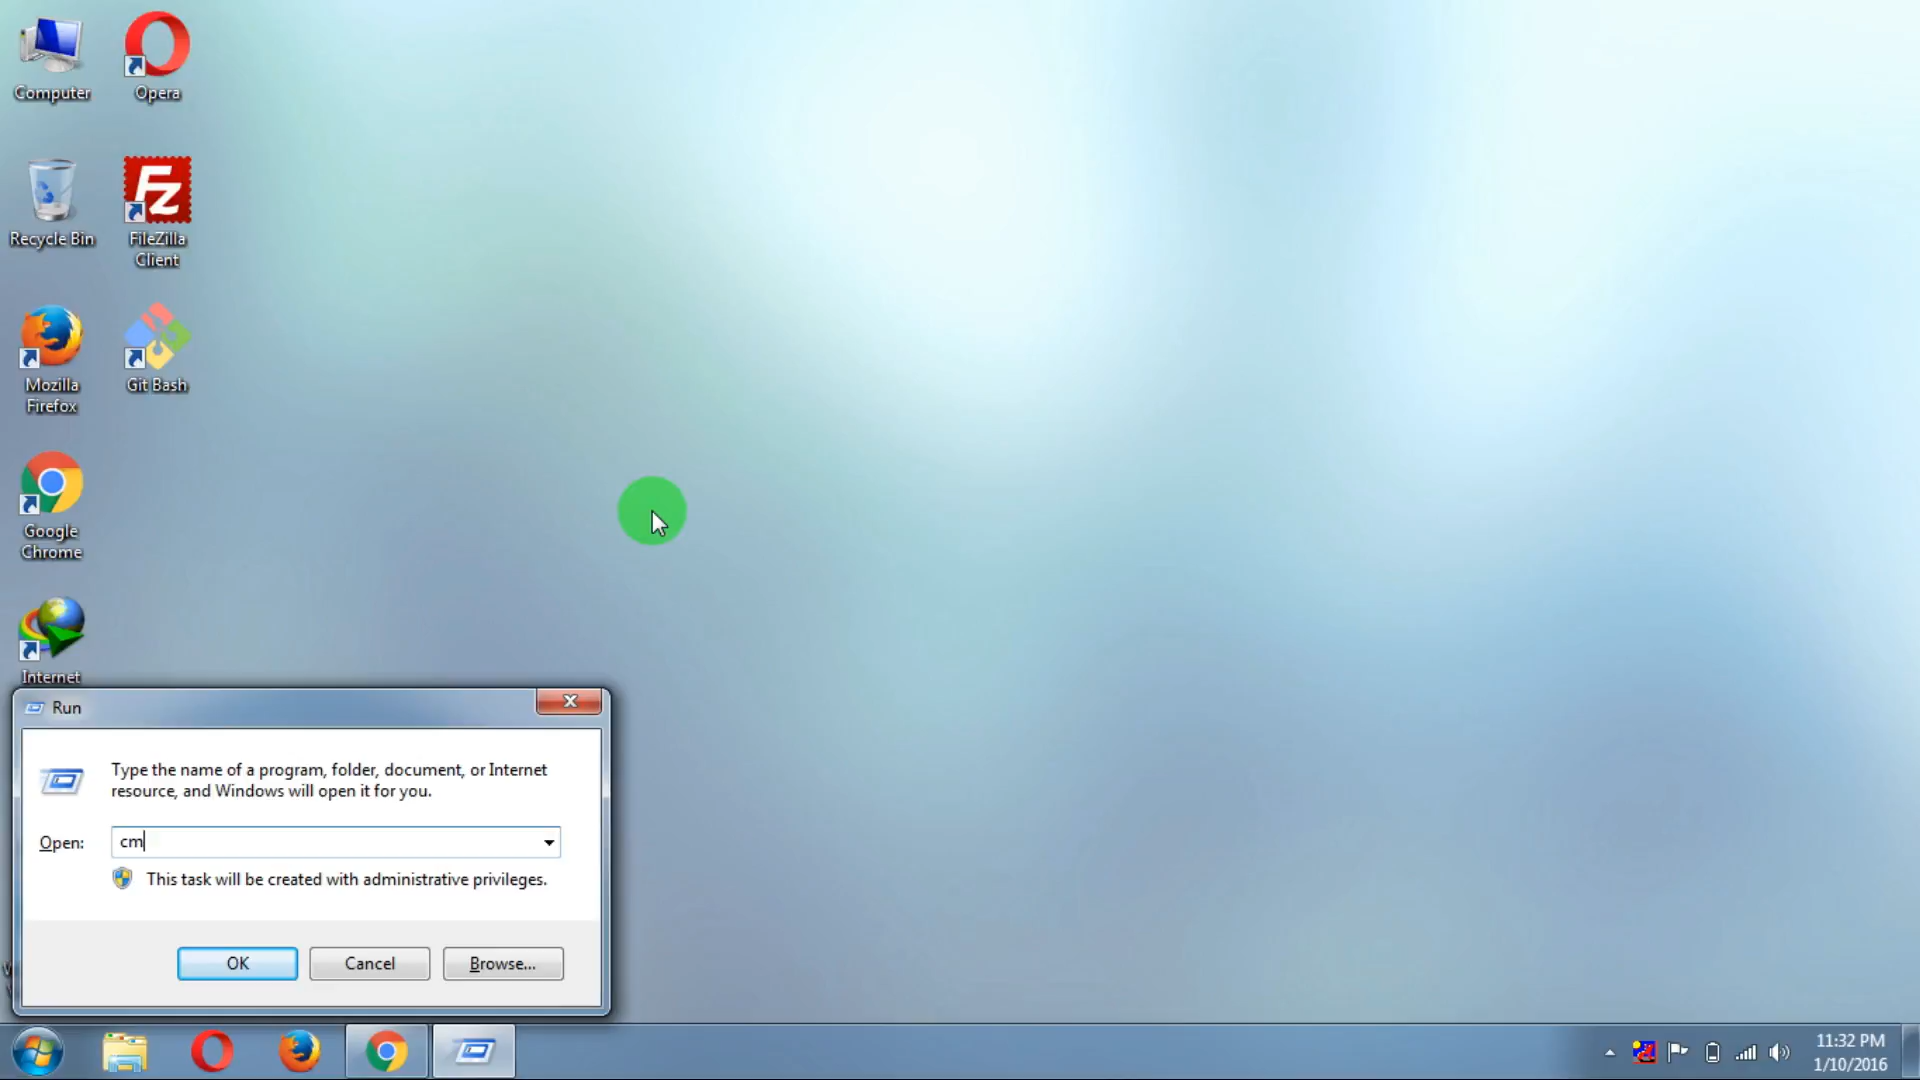 Computer
Opera
Recycle Bin
FileZilla
Client
Mozilla
Firefox
Git Bash
Google
Chrome
Internet
Run
Type the name of a program, folder, document, or Internet
resource, and Windows will open it for you.
Open:
cm
This task will be created with administrative privileges.
OK
Cancel
Browse...
11:32 PM
1/10/2016